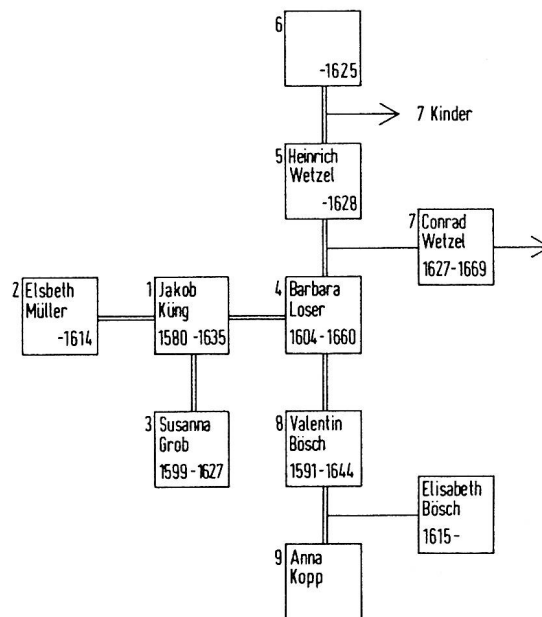 6
-1625
7 Kinder
5 Heinrich
Wetzel
-1628
7 Conrad
Wetzel
1627-1669
2 Elsbeth
Müller
-1614
1 Jakob
Küng
1580-1635
4 Barbara
Loser
1604-1660
3 Susanna
Grob
1599-1627
8 Valentin
Bösch
1591-1644
Elisabeth
Bösch
1615-
9 Anna
Kopp